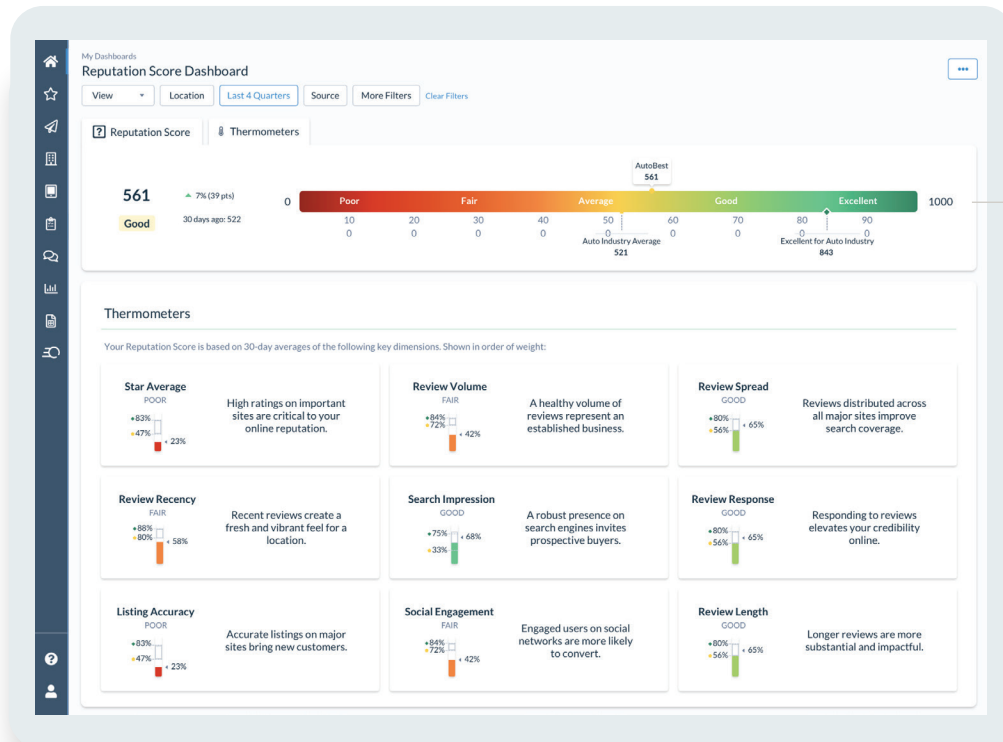 My Dashboards
Reputation Score Dashboard
View
Location
Last 4 Quarters
Source
More Filters
Clear Filters
Reputation Score
Thermometers
AutoBest
561
561
7% (39 pts)
Good
30 days ago: 522
0
Poor
Fair
Average
Good
Excellent
1000
10 20 30 40 50 60 70 80 90
0 0 0 0 0 0 0 0 0
Auto Industry Average
521
Excellent for Auto Industry
843
Thermometers
Your Reputation Score is based on 30-day averages of the following key dimensions. Shown in order of weight:
Star Average
POOR
83%
47%
23%
High ratings on important
sites are critical to your
online reputation.
Review Volume
FAIR
84%
72%
42%
A healthy volume of
reviews represent an
established business.
Review Spread
GOOD
80%
56%
65%
Reviews distributed across
all major sites improve
search coverage.
Review Recency
FAIR
88%
80%
58%
Recent reviews create a
fresh and vibrant feel for a
location.
Search Impression
GOOD
75%
68%
33%
A robust presence on
search engines invites
prospective buyers.
Review Response
GOOD
80%
56%
65%
Responding to reviews
elevates your credibility
online.
Listing Accuracy
POOR
83%
47%
23%
Accurate listings on major
sites bring new customers.
Social Engagement
FAIR
84%
72%
42%
Engaged users on social
networks are more likely
to convert.
Review Length
GOOD
80%
56%
65%
Longer reviews are more
substantial and impactful.